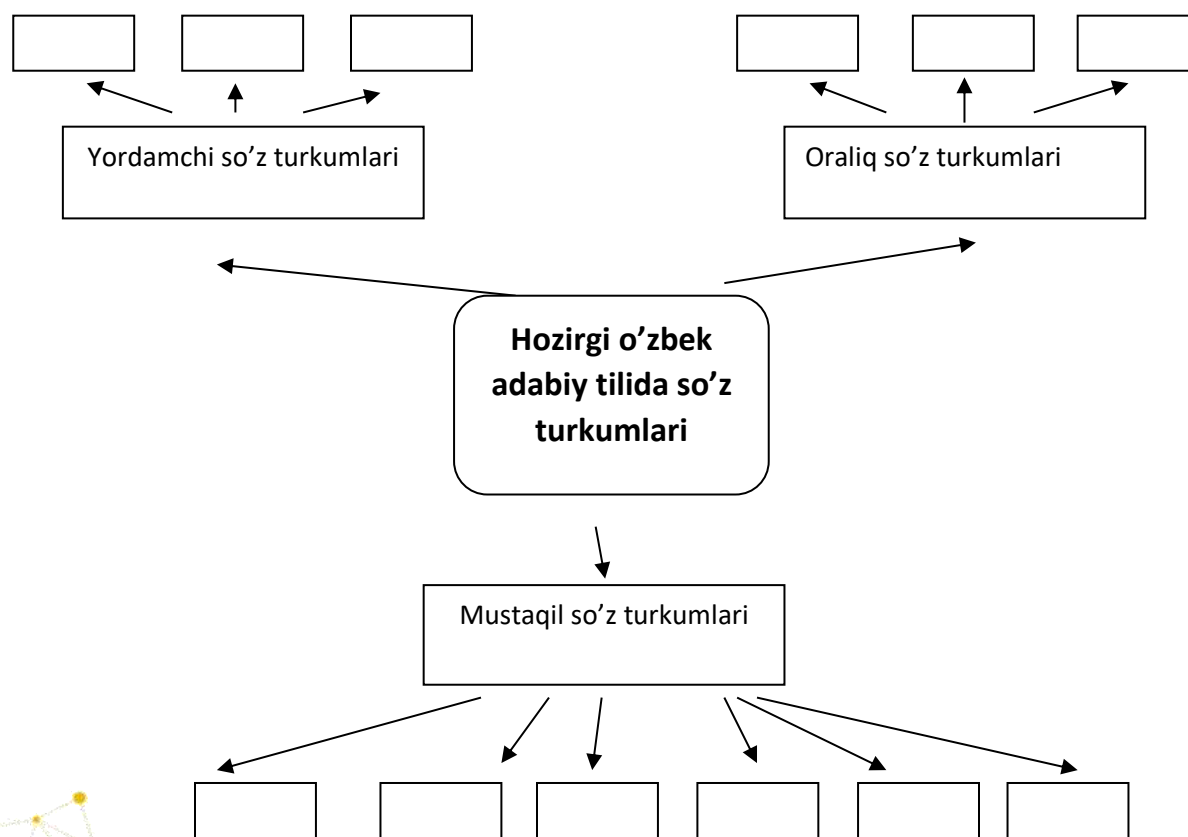 Yordamchi so’z turkumlari
Oraliq so’z turkumlari
Hozirgi o’zbek
adabiy tilida so’z
turkumlari
Mustaqil so’z turkumlari